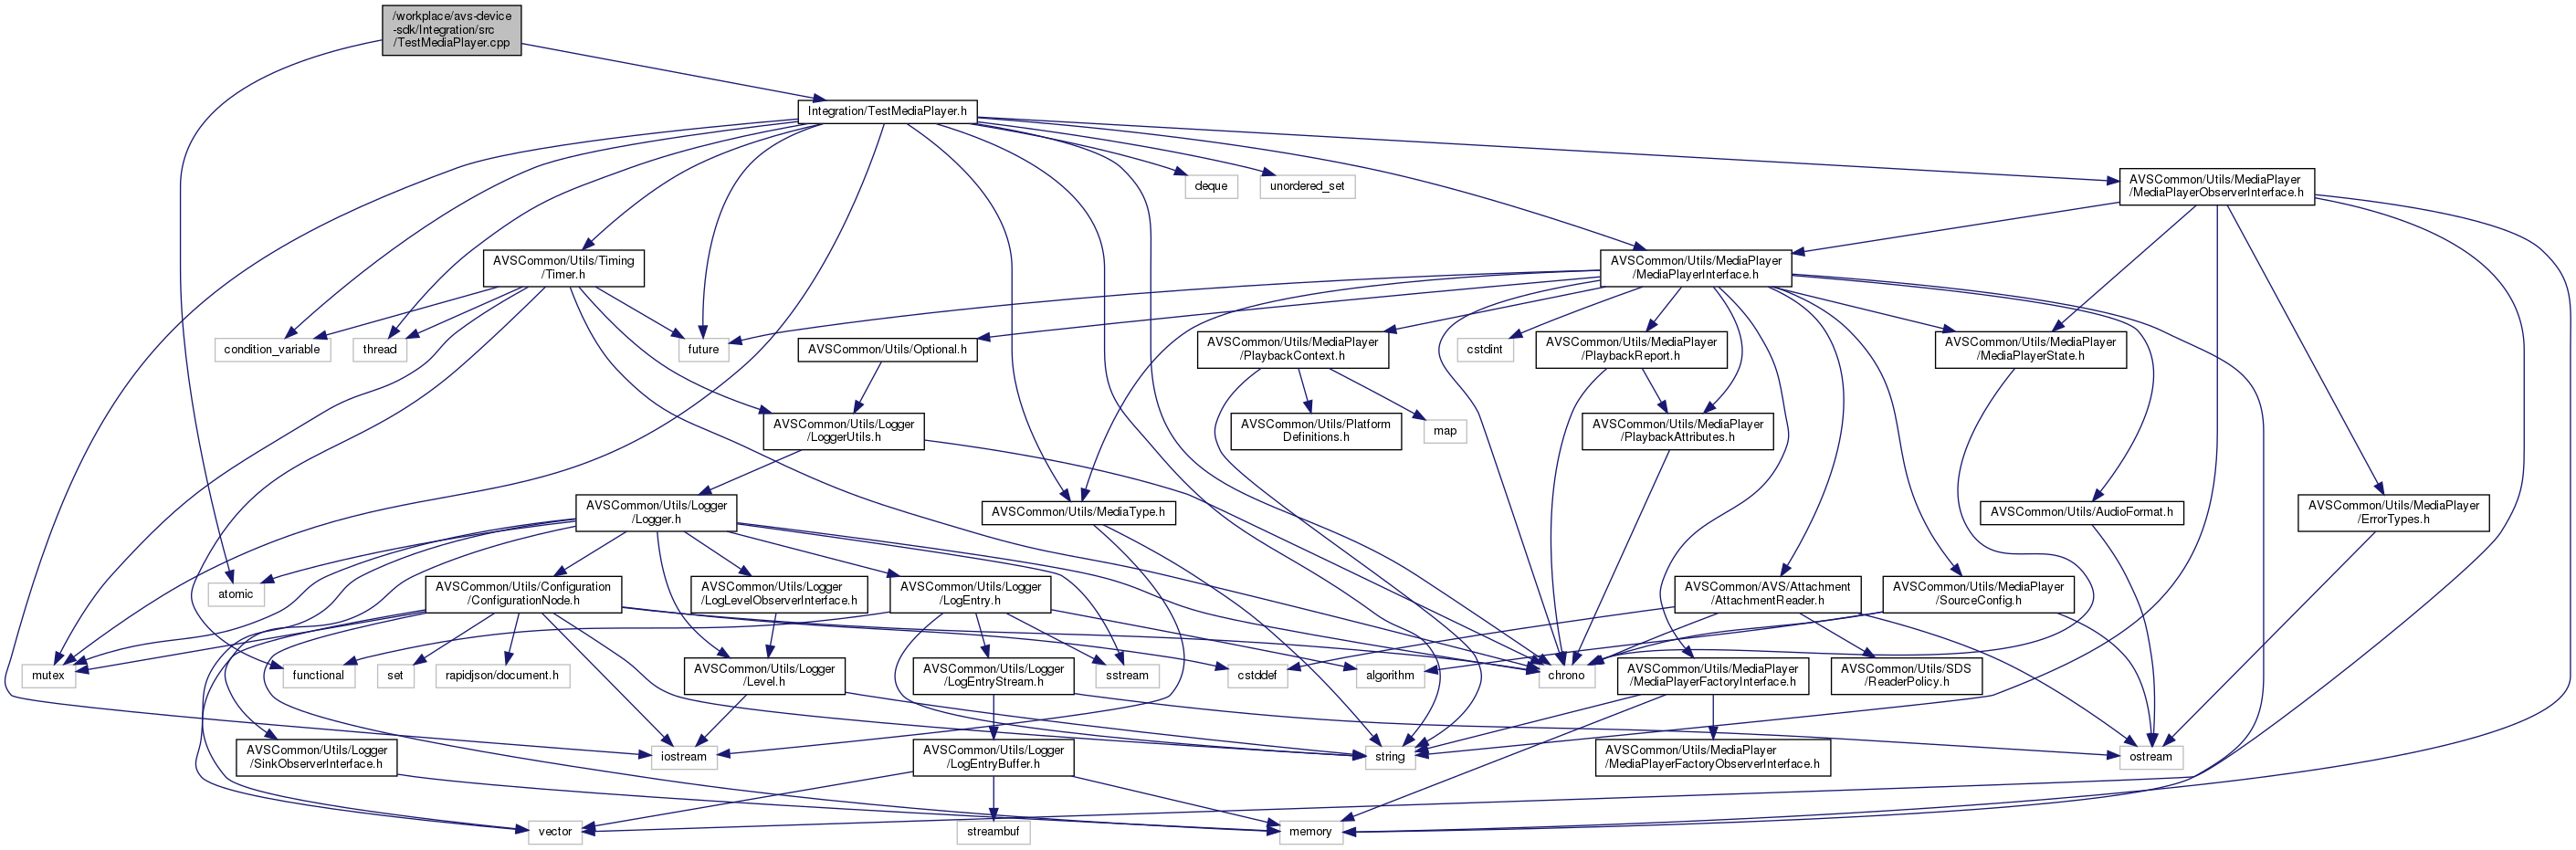 /workplace/avs-device
-sdk/Integration/src
/TestMediaPlayer.cpp
Integration/TestMediaPlayer.h
deque
unordered_set
AVSCommon/Utils/MediaPlayer
/MediaPlayerObserverInterface.h
AVSCommon/Utils/Timing
/Timer.h
AVSCommon/Utils/MediaPlayer
/MediaPlayerInterface.h
condition_variable
thread
future
AVSCommon/Utils/Optional.h
AVSCommon/Utils/MediaPlayer
/PlaybackContext.h
cstdint
AVSCommon/Utils/MediaPlayer
/PlaybackReport.h
AVSCommon/Utils/MediaPlayer
/MediaPlayerState.h
AVSCommon/Utils/Logger
/LoggerUtils.h
AVSCommon/Utils/Platform
Definitions.h
map
AVSCommon/Utils/MediaPlayer
/PlaybackAttributes.h
AVSCommon/Utils/Logger
/Logger.h
AVSCommon/Utils/MediaType.h
AVSCommon/Utils/AudioFormat.h
AVSCommon/Utils/MediaPlayer
/ErrorTypes.h
atomic
AVSCommon/Utils/Configuration
/ConfigurationNode.h
AVSCommon/Utils/Logger
/LogLevelObserverInterface.h
AVSCommon/Utils/Logger
/LogEntry.h
AVSCommon/AVS/Attachment
/AttachmentReader.h
AVSCommon/Utils/MediaPlayer
/SourceConfig.h
mutex
functional
set
rapidjson/document.h
AVSCommon/Utils/Logger
/Level.h
AVSCommon/Utils/Logger
/LogEntryStream.h
sstream
cstddef
algorithm
chrono
AVSCommon/Utils/MediaPlayer
/MediaPlayerFactoryInterface.h
AVSCommon/Utils/SDS
/ReaderPolicy.h
AVSCommon/Utils/Logger
/SinkObserverInterface.h
iostream
AVSCommon/Utils/Logger
/LogEntryBuffer.h
string
AVSCommon/Utils/MediaPlayer
/MediaPlayerFactoryObserverInterface.h
ostream
vector
streambuf
memory